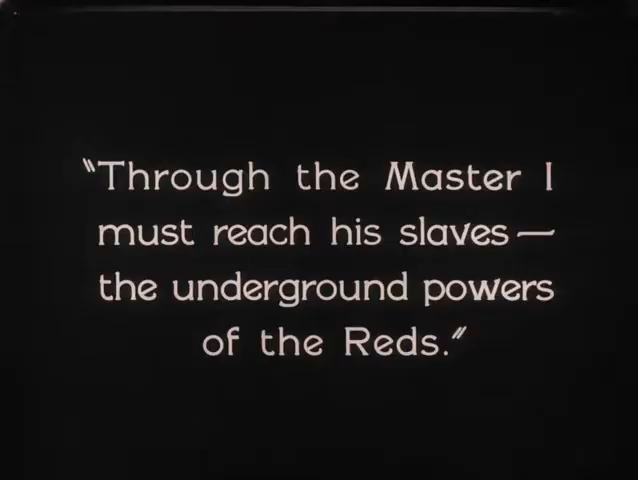 "Through the Master I
must reach his slaves—
the underground powers
of the Reds."